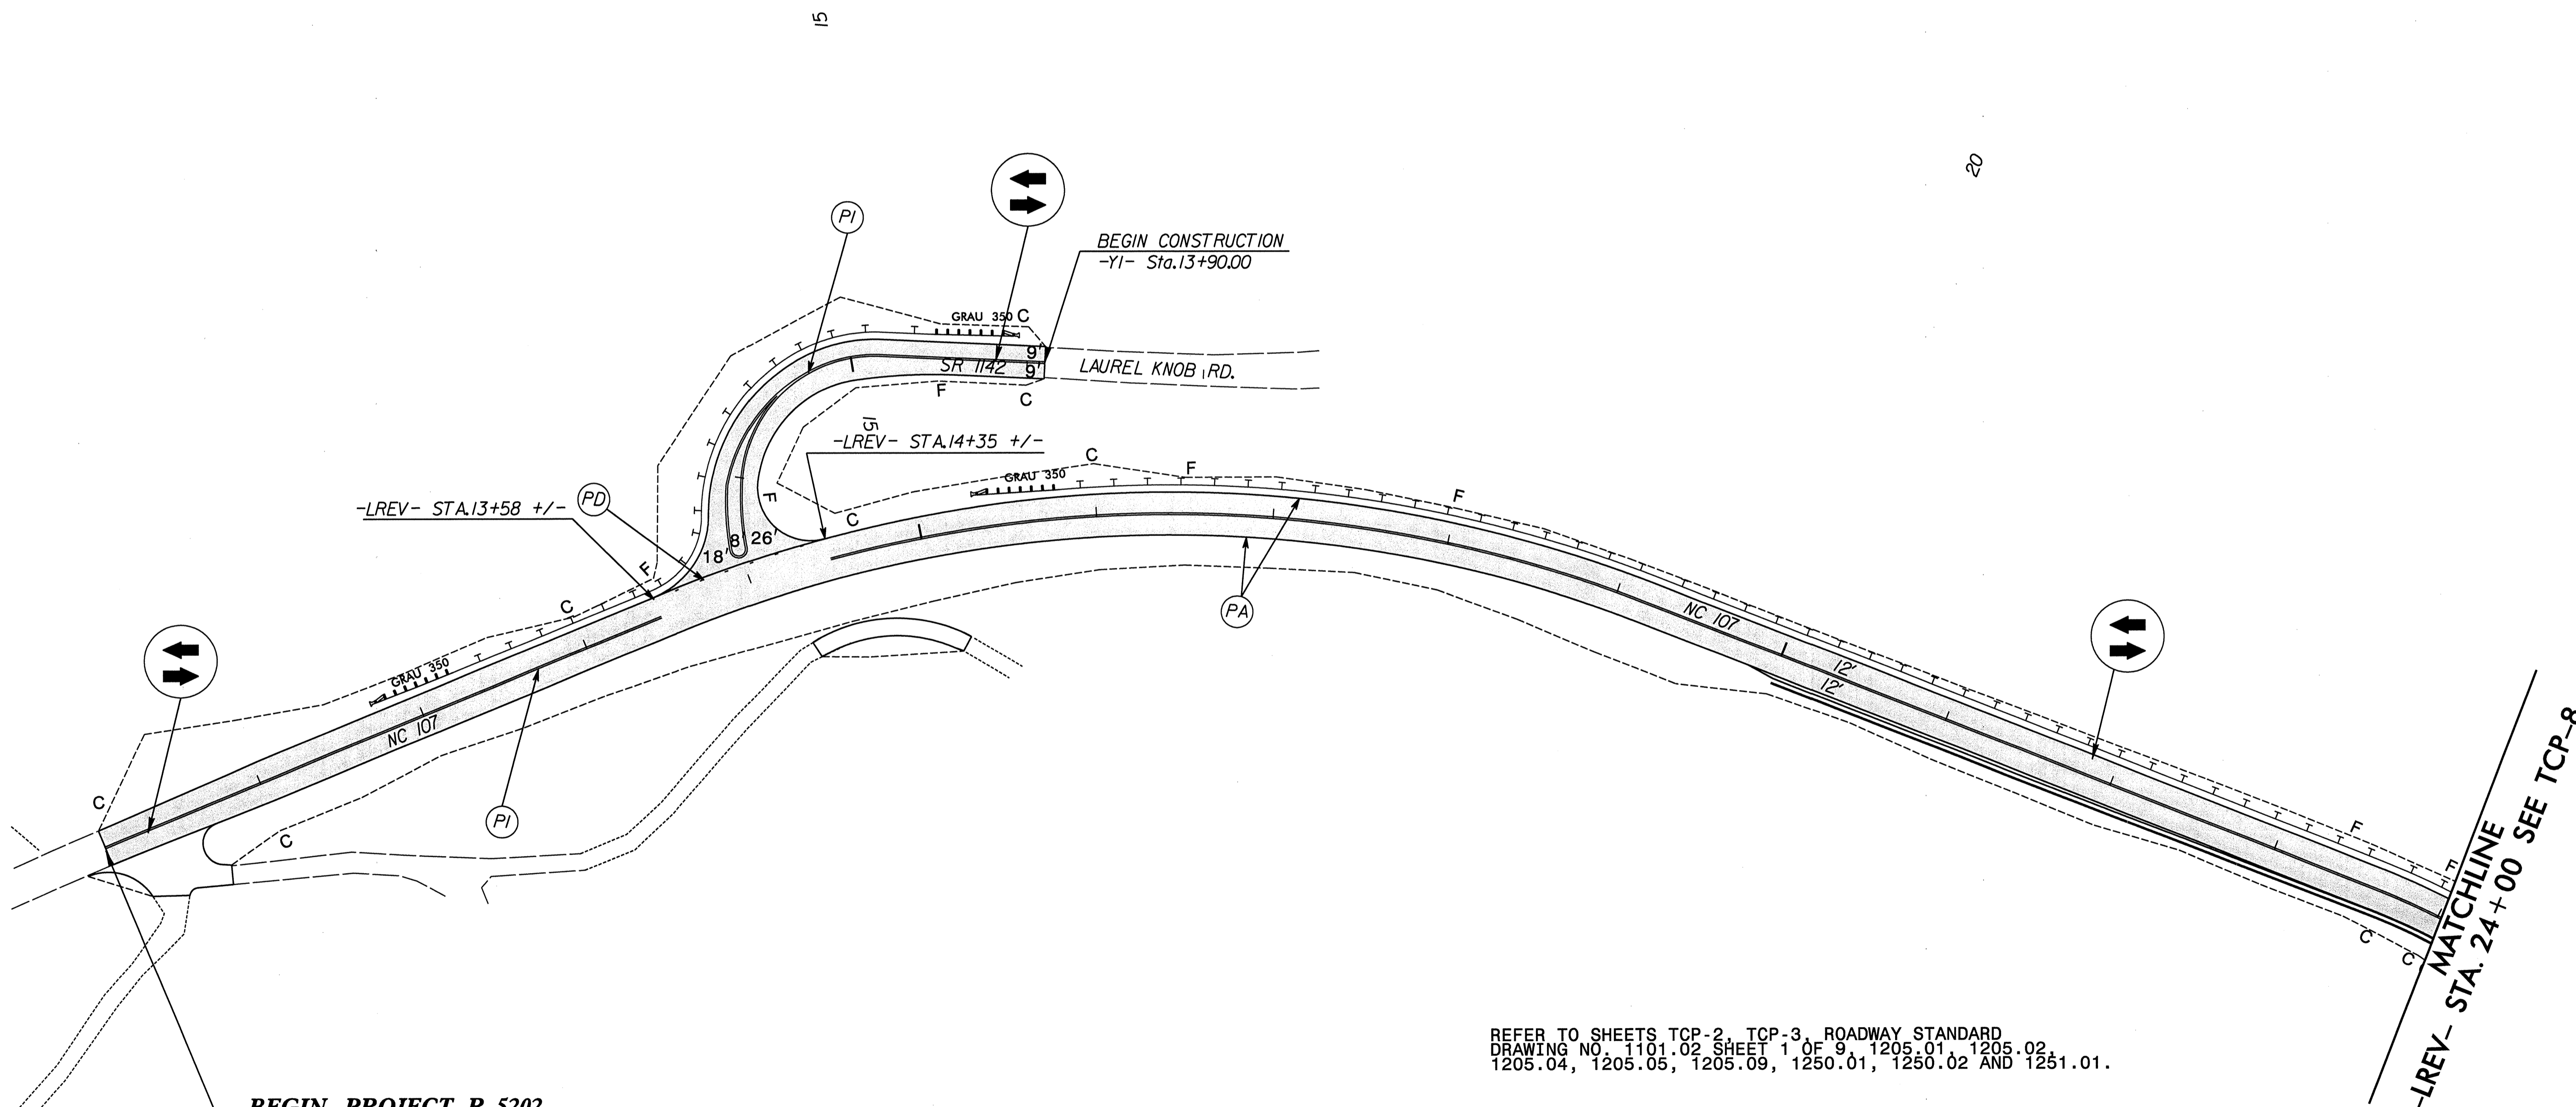 15
20
PI
BEGIN CONSTRUCTION
-Y1- Sta.13+90.00
GRAU 350
C
9'
SR 1142
9'
LAUREL KNOB RD.
F
C
15
-LREV- STA.14+35 +/-
C
F
GRAU 350
-LREV- STA.13+58 +/-
PD
F
F
C
8'
26'
18'
F
C
PA
NC 107
12'
12'
GRAU 350
NC 107
C
PI
C
F
F
C
C
MATCHLINE
-LREV- STA. 24+00 SEE TCP-8
REFER TO SHEETS TCP-2, TCP-3, ROADWAY STANDARD
DRAWING NO. 1101.02 SHEET 1 OF 9, 1205.01, 1205.02,
1205.04, 1205.05, 1205.09, 1250.01, 1250.02 AND 1251.01.
BEGIN PROJECT R-5202